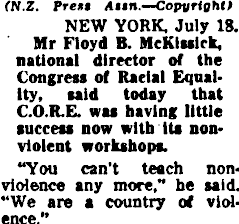 (N.Z. Press Assn.—Copyright)
NEW YORK, July 18.
Mr Floyd B. McKissick,
national director of the
Congress of Racial Equal-
ity, said today that
C.O.R.E. was having little
success now with its non-
violent workshops.
"You can't teach non-
violence any more," he said.
"We are a country of viol-
ence."